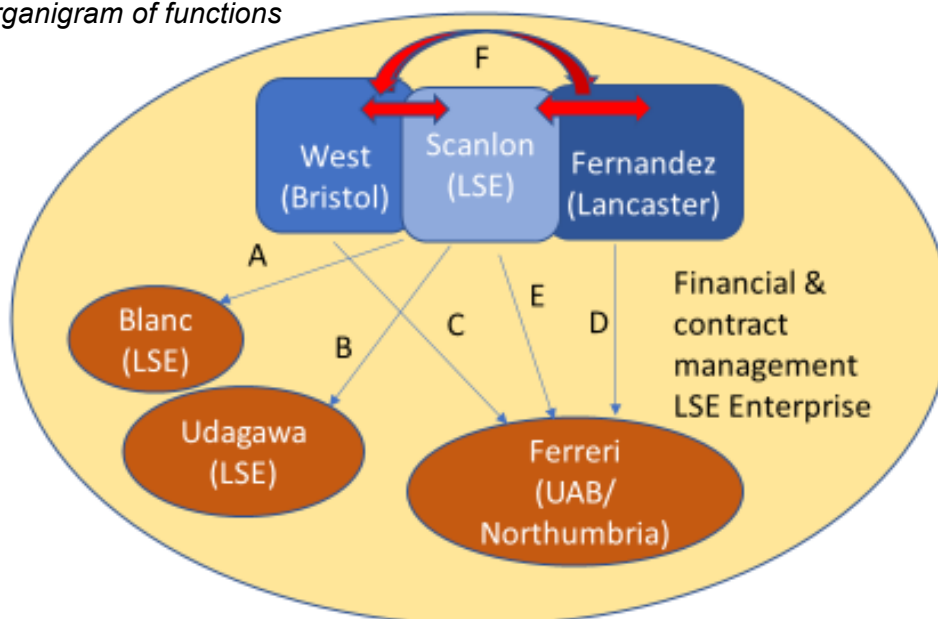 rganigram of functions
F
West
(Bristol)
Scanlon
(LSE)
Fernandez
(Lancaster)
A
B
C
E
D
Financial &
contract
management
LSE Enterprise
Blanc
(LSE)
Udagawa
(LSE)
Ferreri
(UAB/
Northumbria)